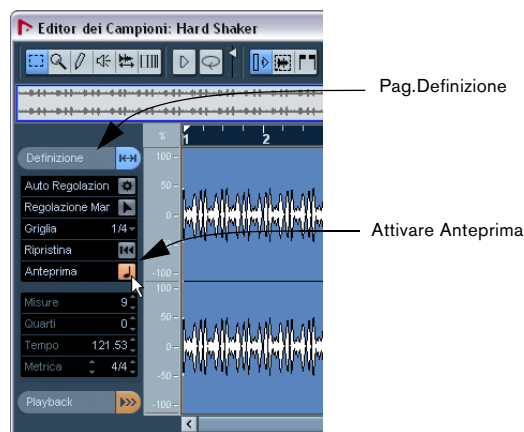 Editor dei Campioni: Hard Shaker
Pag.Definizione
%
1
2
Definizione
100
Auto Regolazion
50
Regolazione Mar
Griglia 1/4
0
Attivare Anteprima
Ripristina
Anteprima
-100
100
Misure 9
50
Quarti 0
Tempo 121.53
0
Metrica 4/4
-50
Playback
-100